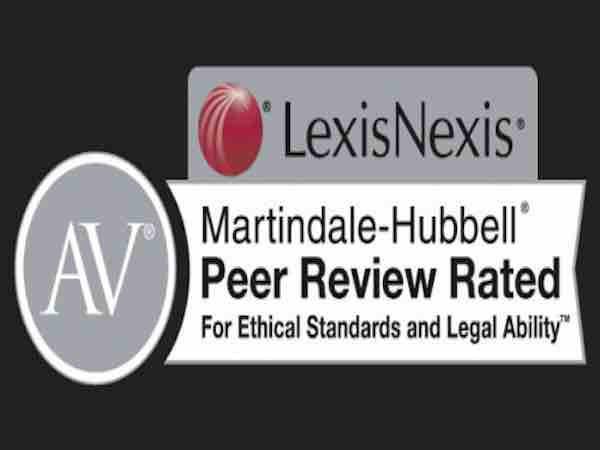 LexisNexis®
AV®
Martindale-Hubbell®
Peer Review Rated
For Ethical Standards and Legal Ability™